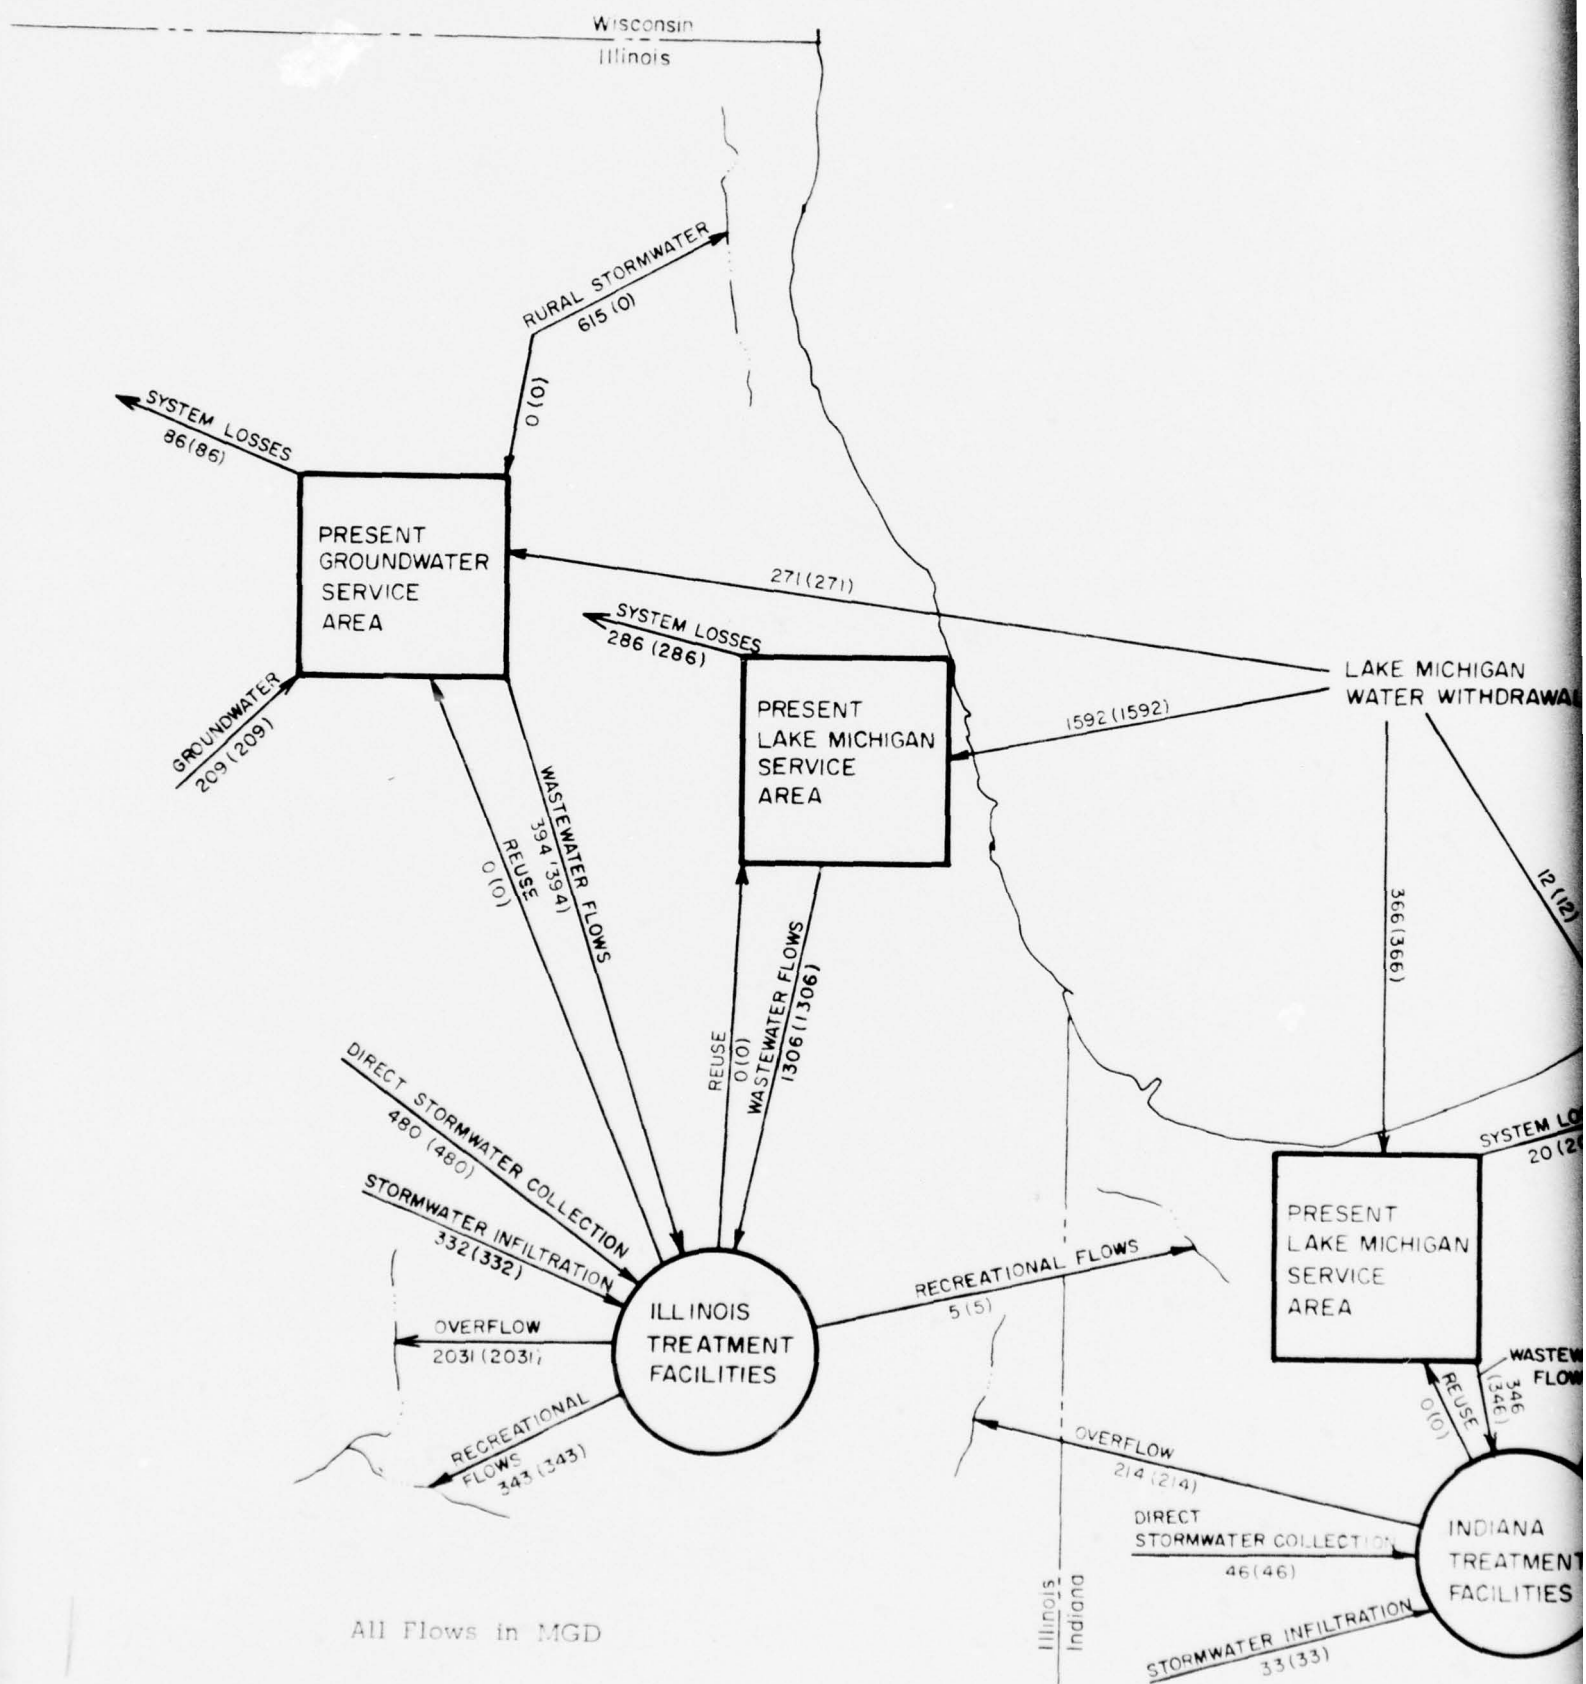 Wisconsin
Illinois
RURAL STORMWATER
615 (0)
0 (0)
SYSTEM LOSSES
86(86)
PRESENT
GROUNDWATER
SERVICE
AREA
271(271)
SYSTEM LOSSES
286 (286)
LAKE MICHIGAN
WATER
GROUNDWATER
209 (209)
PRESENT
LAKE MICHIGAN
SERVICE
AREA
1592 (1592)
WASTEWATER FLOWS
394 (394)
REUSE
0(0)
366(366)
12 (12)
REUSE
0(0)
WASTEWATER FLOWS
1306 (1306)
DIRECT STORMWATER COLLECTION
480 (480)
STORMWATER INFILTRATION
332(332)
SYSTEM
20
PRESENT
LAKE MICHIGAN
SERVICE
AREA
RECREATIONAL FLOWS
5 (5)
ILLINOIS
TREATMENT
FACILITIES
OVERFLOW
2031 (2031)
RECREATIONAL
FLOWS
343 (343)
346
(346)
REUSE
0(0)
OVERFLOW
214 (214)
DIRECT
STORMWATER COLLECTION
46(46)
INDIANA
TREATMENT
FACILITIES
STORMWATER INFILTRATION
33(33)
Illinois
Indiana
All Flows in MGD